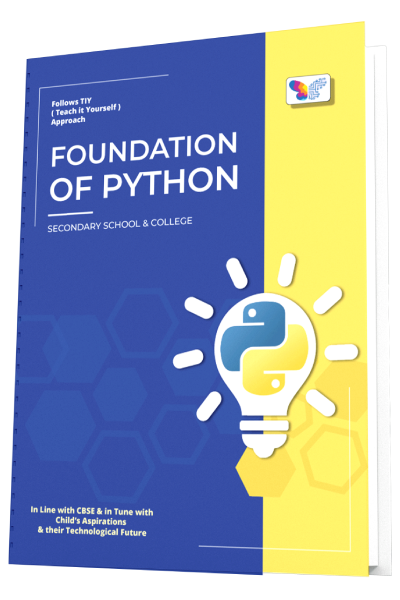 Follows TIY
( Teach it Yourself )
Approach
FOUNDATION
OF PYTHON
SECONDARY SCHOOL & COLLEGE
In Line with CBSE & in Tune with
Child's Aspirations
& their Technological Future